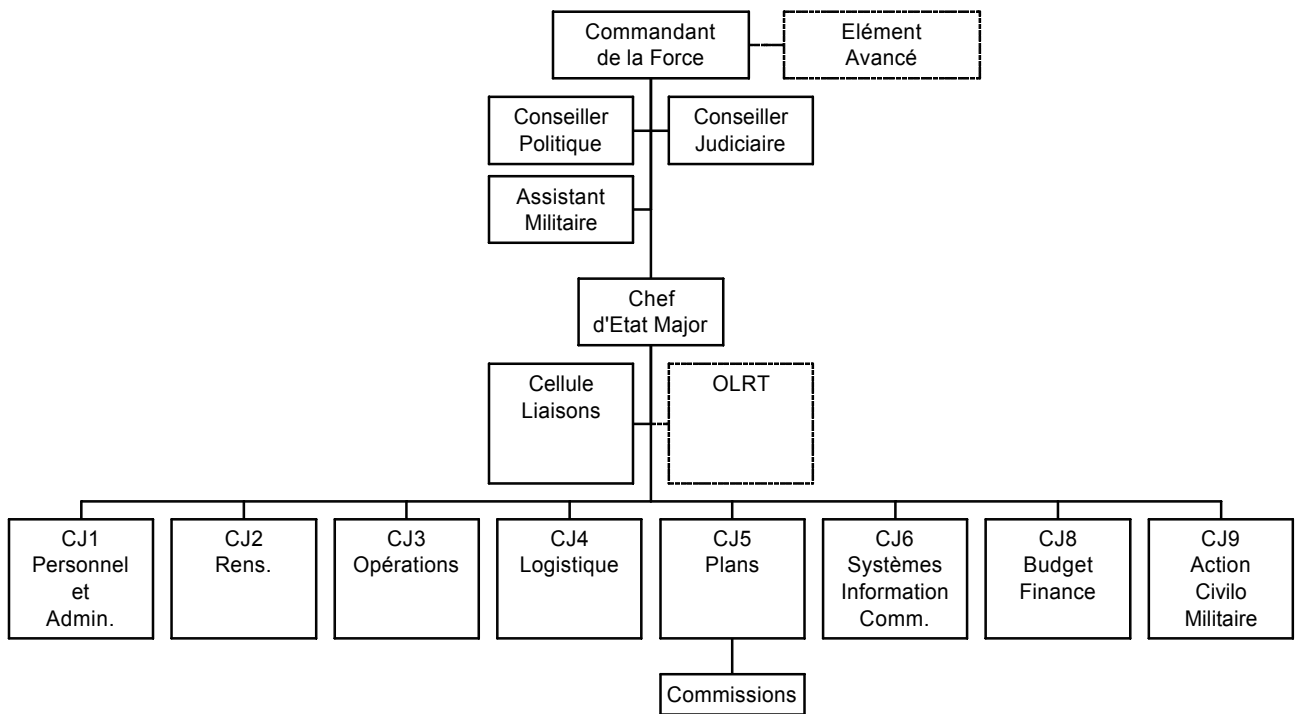 Commandant
de la Force
Elément
Avancé
Conseiller
Politique
Conseiller
Judiciaire
Assistant
Militaire
Chef
d'Etat Major
Cellule
Liaisons
OLRT
CJ1
Personnel
et
Admin.
CJ2
Rens.
CJ3
Opérations
CJ4
Logistique
CJ5
Plans
CJ6
Systèmes
Information
Comm.
CJ8
Budget
Finance
CJ9
Action
Civilo
Militaire
Commissions